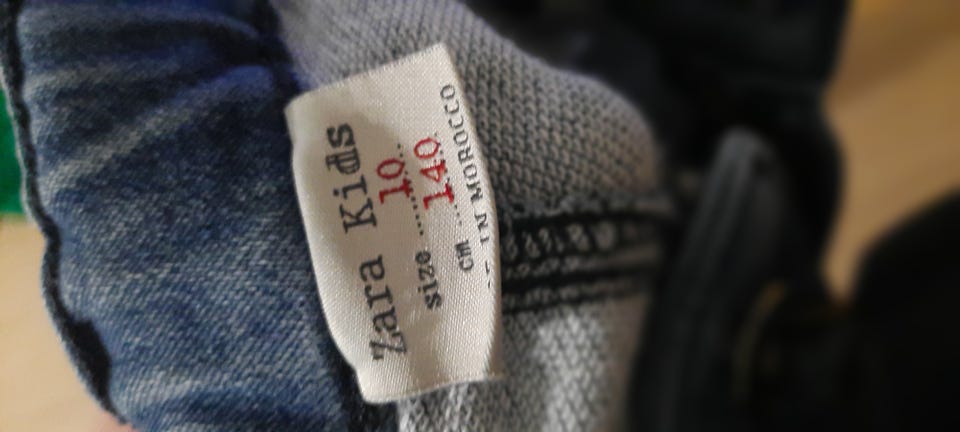 Zara Kids
size ......10...
cm ....140..
IN MOROCCO